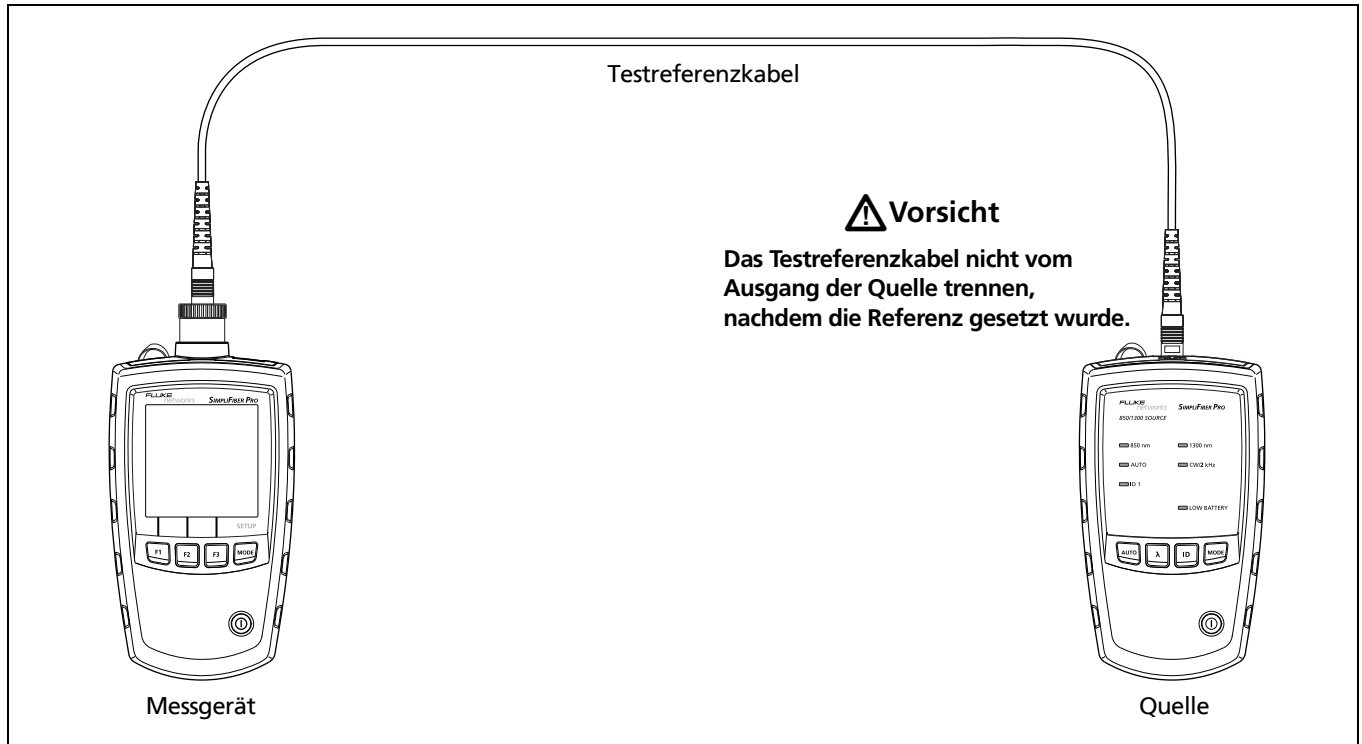 Testreferenzkabel
Vorsicht
Das Testreferenzkabel nicht vom
Ausgang der Quelle trennen,
nachdem die Referenz gesetzt wurde.
FLUKE
networks SIMPLIFIBER PRO
SETUP
F1 F2 F3 MODE
Messgerät
FLUKE
networks SIMPLIFIBER PRO
850/1300 SOURCE
850 nm 1300 nm
AUTO CW/2 kHz
ID 1
LOW BATTERY
AUTO λ ID MODE
Quelle